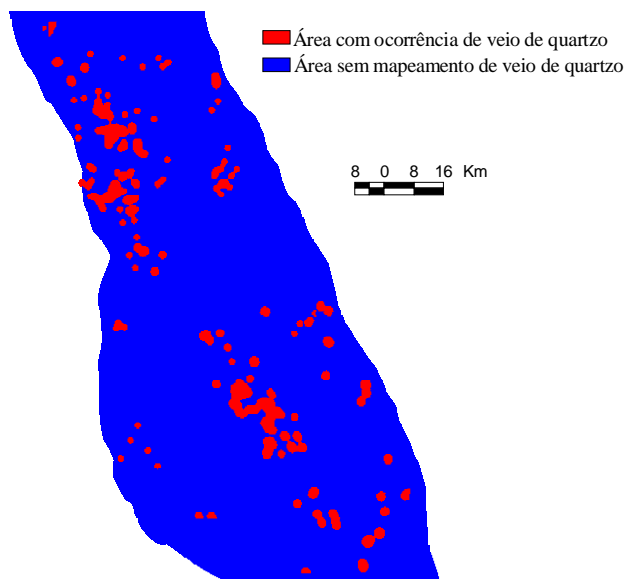 Área com ocorrência de veio de quartzo
Área sem mapeamento de veio de quartzo
8 0 8 16 Km